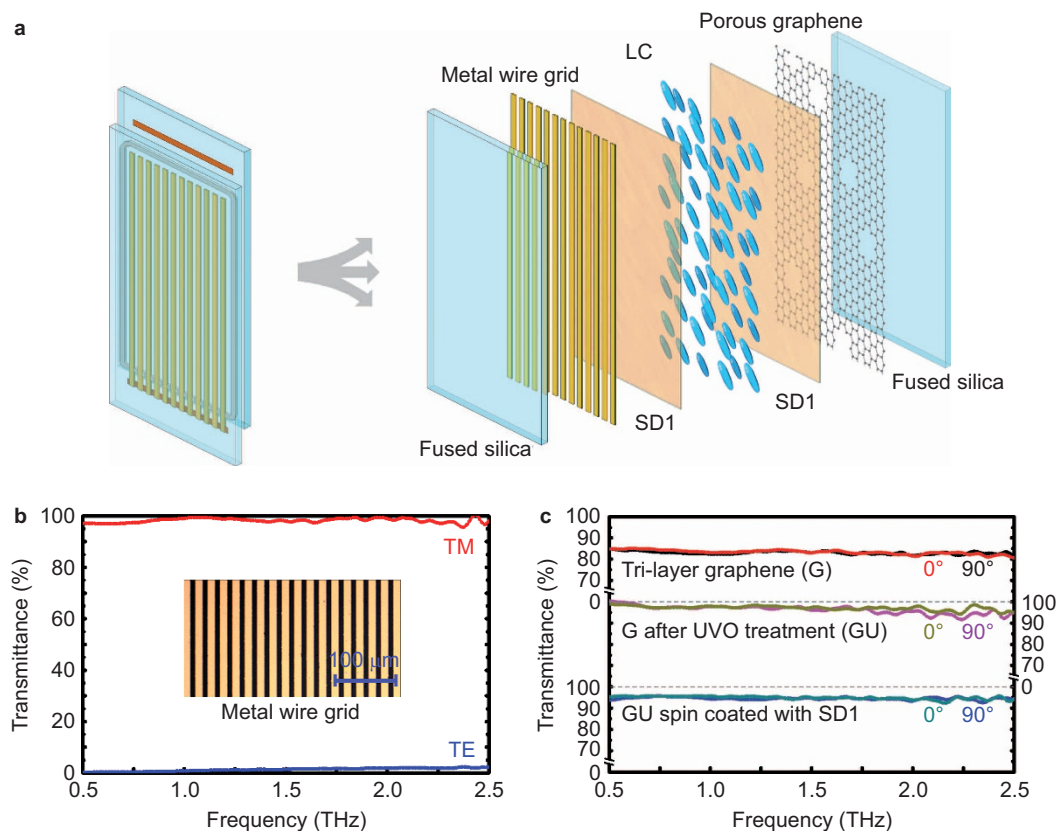 a
Porous graphene
LC
Metal wire grid
Fused silica
SD1
SD1
Fused silica
b
100
80
60
40
20
0
Transmittance (%)
TM
100 μm
Metal wire grid
TE
0.5 1.0 1.5 2.0 2.5
Frequency (THz)
c
100
90
80
0
100
90
80
0
100
90
80
0
Transmittance (%)
Tri-layer graphene (G) 0° 90°
G after UVO treatment (GU) 0° 90°
GU spin coated with SD1 0° 90°
100
90
80
0
0.5 1.0 1.5 2.0 2.5
Frequency (THz)